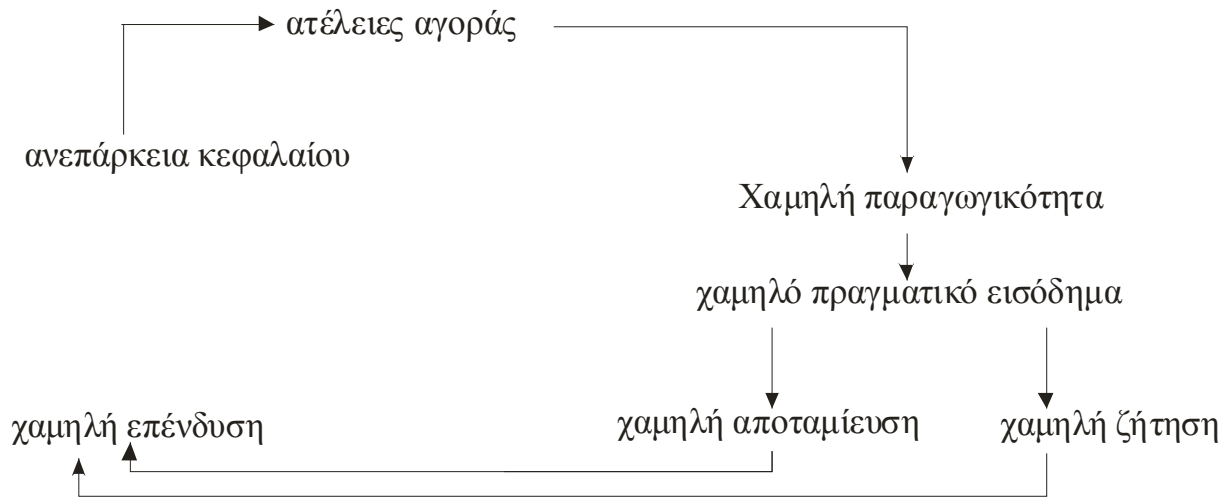 ατέλειες αγοράς
ανεπάρκεια κεφαλαίου
Χαμηλή παραγωγικότητα
χαμηλό πραγματικό εισόδημα
χαμηλή επένδυση
χαμηλή αποταμίευση
χαμηλή ζήτηση